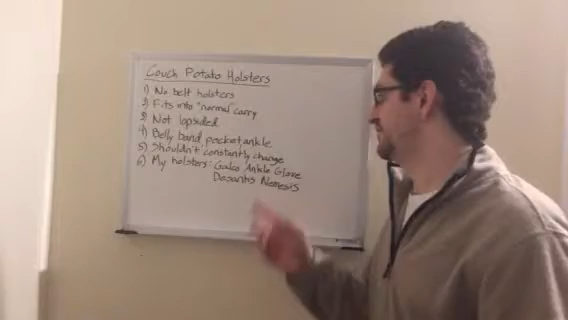 Couch Potato Holsters
1) No belt holsters
2) Fits into "normal" carry
3) Not lopsided
4) Belly band, pocket, ankle
5) Shouldn't constantly change
6) My holsters: Galco Ankle Glove
Desantis Nemesis